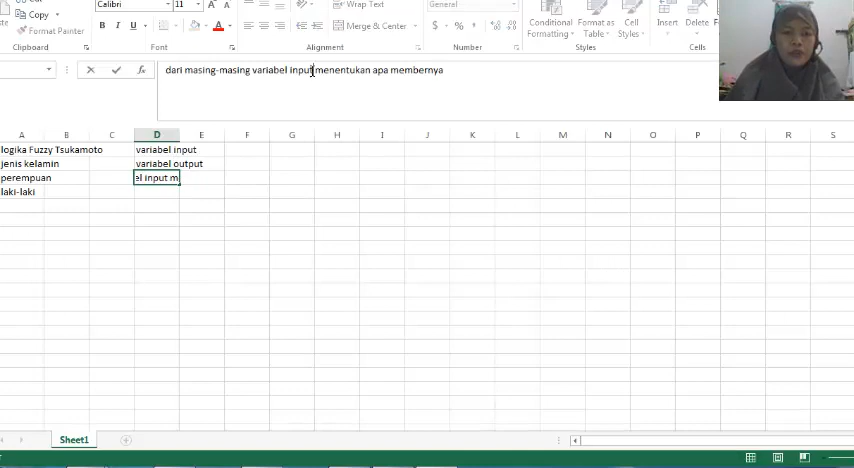 Copy
Format Painter
Calibri
11
B I U
A
Wrap Text
Merge & Center
General
$ % ,
Conditional Formatting
Format as Table
Cell Styles
Insert
Delete
Format
Clipboard
Font
Alignment
Number
Styles
Cells
fx
dari masing-masing variabel input menentukan apa membernya
A B C D E F G H I J K L M N O P Q R S
logika Fuzzy Tsukamoto variabel input
jenis kelamin variabel output
perempuan el input m
laki-laki
Sheet1